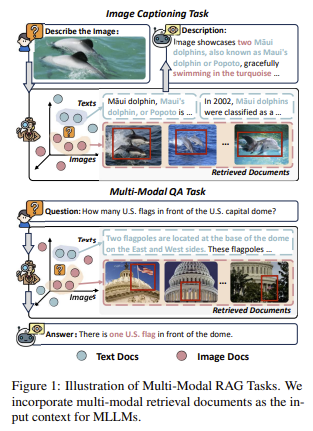 Image Captioning Task
Describe the Image:
Description:
Image showcases two Māui
dolphins, also known as Maui's
dolphin or Popoto, gracefully
swimming in the turquoise ...
Texts
Images
Māui dolphin, Maui's
dolphin, or Popoto is ...
In 2002, Māui dolphins
were classified as a ...
...
Retrieved Documents
Multi-Modal QA Task
Question: How many U.S. flags in front of the U.S. capital dome?
Texts
Images
Two flagpoles are located at the base of the dome
on the East and West sides. These flagpoles ...
...
Retrieved Documents
Answer: There is one U.S. flag in front of the dome.
Text Docs
Image Docs
Figure 1: Illustration of Multi-Modal RAG Tasks. We
incorporate multi-modal retrieval documents as the in-
put context for MLLMs.